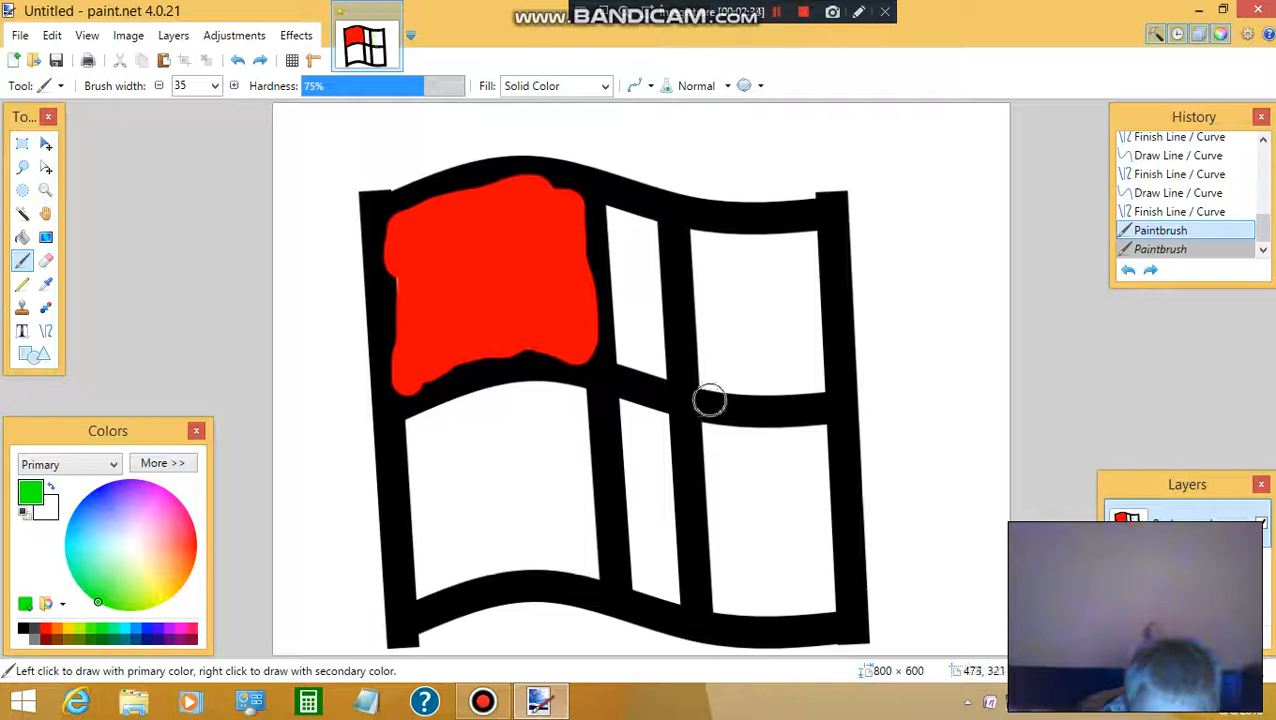 Untitled - paint.net 4.0.21
www.BANDICAM.com
File Edit View Image Layers Adjustments Effects
Tool: Brush width: 35 Hardness: 75% Fill: Solid Color Normal
To...
History
Finish Line / Curve
Draw Line / Curve
Finish Line / Curve
Draw Line / Curve
Finish Line / Curve
Paintbrush
Paintbrush
Colors
Primary More >>
Layers
Left click to draw with primary color, right click to draw with secondary color. 800 × 600 473, 321